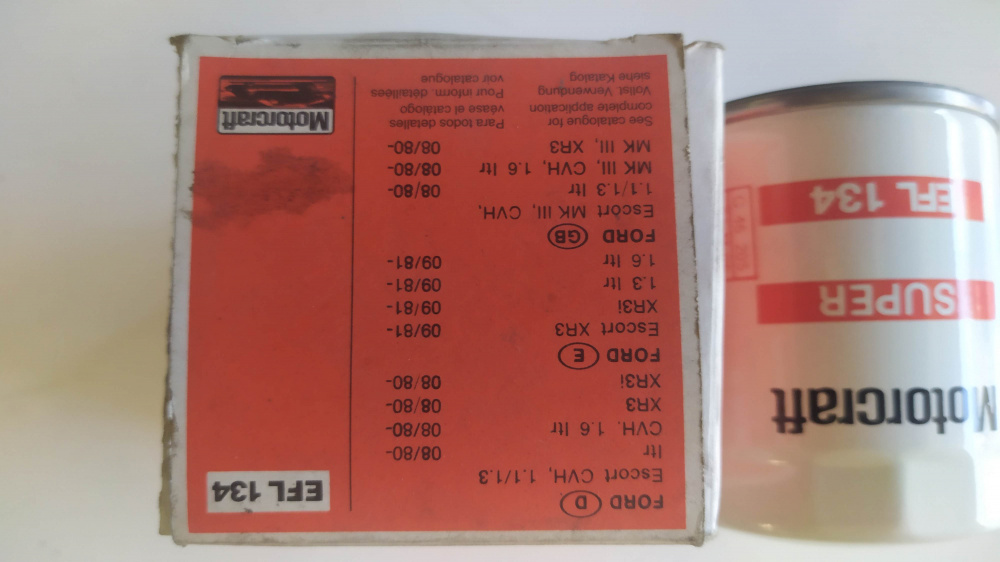 FORD D
Escort CVH, 1.1/1.3
ltr 08/80-
CVH. 1.6 ltr 08/80-
XR3 08/80-
XR3i 08/80-
FORD E
Escort XR3 09/81-
XR3i 09/81-
1.3 ltr 09/81-
1.6 ltr 09/81-
FORD GB
Escort MK III, CVH,
1.1/1.3 ltr 08/80-
MK III, CVH, 1.6 ltr 08/80-
MK III, XR3 08/80-
See catalogue for
complete application
Vollst. Verwendung
siehe Katalog
Para todos detalles
véase el catálogo
Pour inform. détaillées
voir catalogue
EFL 134
Motorcraft
Motorcraft
SUPER
EFL 134